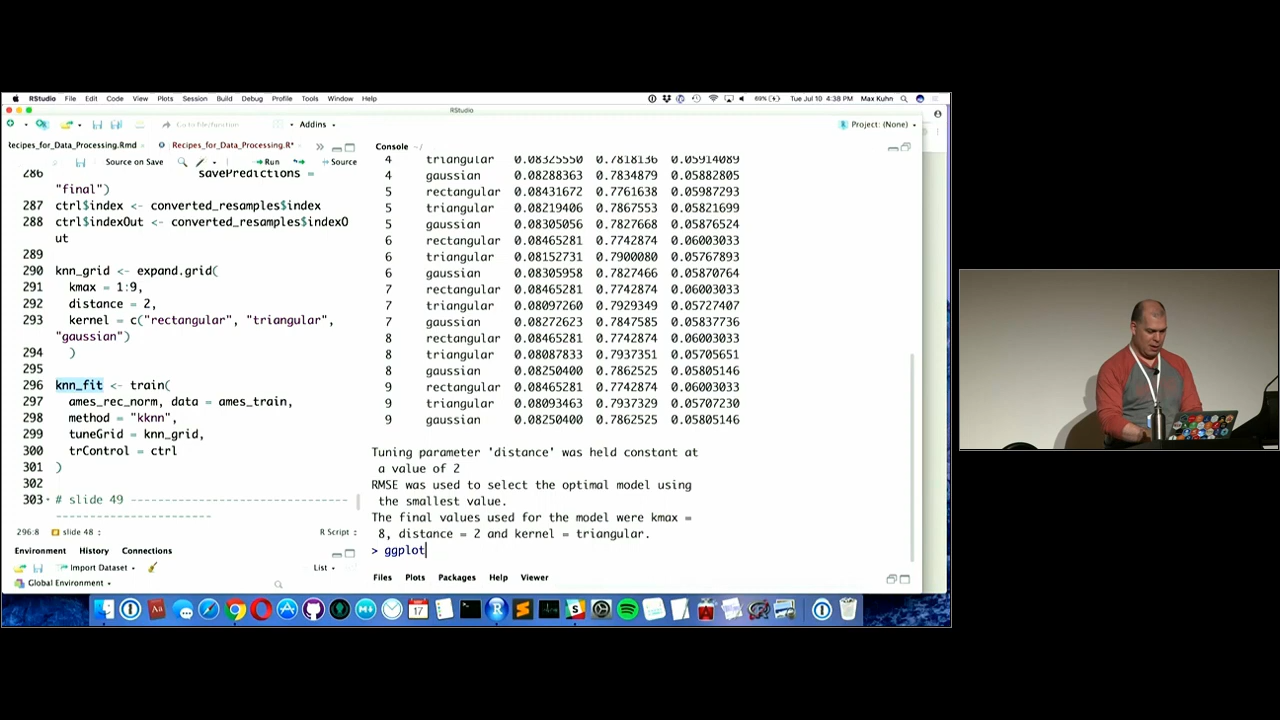 RStudio File Edit Code View Plots Session Build Debug Profile Tools Window Help
69% Tue Jul 10 4:38 PM Max Kuhn
RStudio
Go to file/function
Addins
Project: (None)
Recipes_for_Data_Processing.Rmd
Recipes_for_Data_Processing.R*
Source on Save
Run
Source
286 savePredictions =
"final")
287 ctrl$index <- converted_resamples$index
288 ctrl$indexOut <- converted_resamples$indexO
ut
289
290 knn_grid <- expand.grid(
291 kmax = 1:9,
292 distance = 2,
293 kernel = c("rectangular", "triangular",
"gaussian")
294 )
295
296 knn_fit <- train(
297 ames_rec_norm, data = ames_train,
298 method = "kknn",
299 tuneGrid = knn_grid,
300 trControl = ctrl
301 )
302
303 # slide 49 ---------------------------------
-----------------------
296:8 slide 48
R Script
Environment History Connections
Import Dataset
List
Global Environment
Console ~/
4 triangular 0.08325550 0.7818136 0.05914089
4 gaussian 0.08288363 0.7834879 0.05882805
5 rectangular 0.08431672 0.7761638 0.05987293
5 triangular 0.08219406 0.7867553 0.05821699
5 gaussian 0.08305056 0.7827668 0.05876524
6 rectangular 0.08465281 0.7742874 0.06003033
6 triangular 0.08152731 0.7900080 0.05767893
6 gaussian 0.08305958 0.7827466 0.05870764
7 rectangular 0.08465281 0.7742874 0.06003033
7 triangular 0.08097260 0.7929349 0.05727407
7 gaussian 0.08272623 0.7847585 0.05837736
8 rectangular 0.08465281 0.7742874 0.06003033
8 triangular 0.08087833 0.7937351 0.05705651
8 gaussian 0.08250400 0.7862525 0.05805146
9 rectangular 0.08465281 0.7742874 0.06003033
9 triangular 0.08093463 0.7937329 0.05707230
9 gaussian 0.08250400 0.7862525 0.05805146
Tuning parameter 'distance' was held constant at
a value of 2
RMSE was used to select the optimal model using
the smallest value.
The final values used for the model were kmax =
8, distance = 2 and kernel = triangular.
> ggplot
Files Plots Packages Help Viewer
17